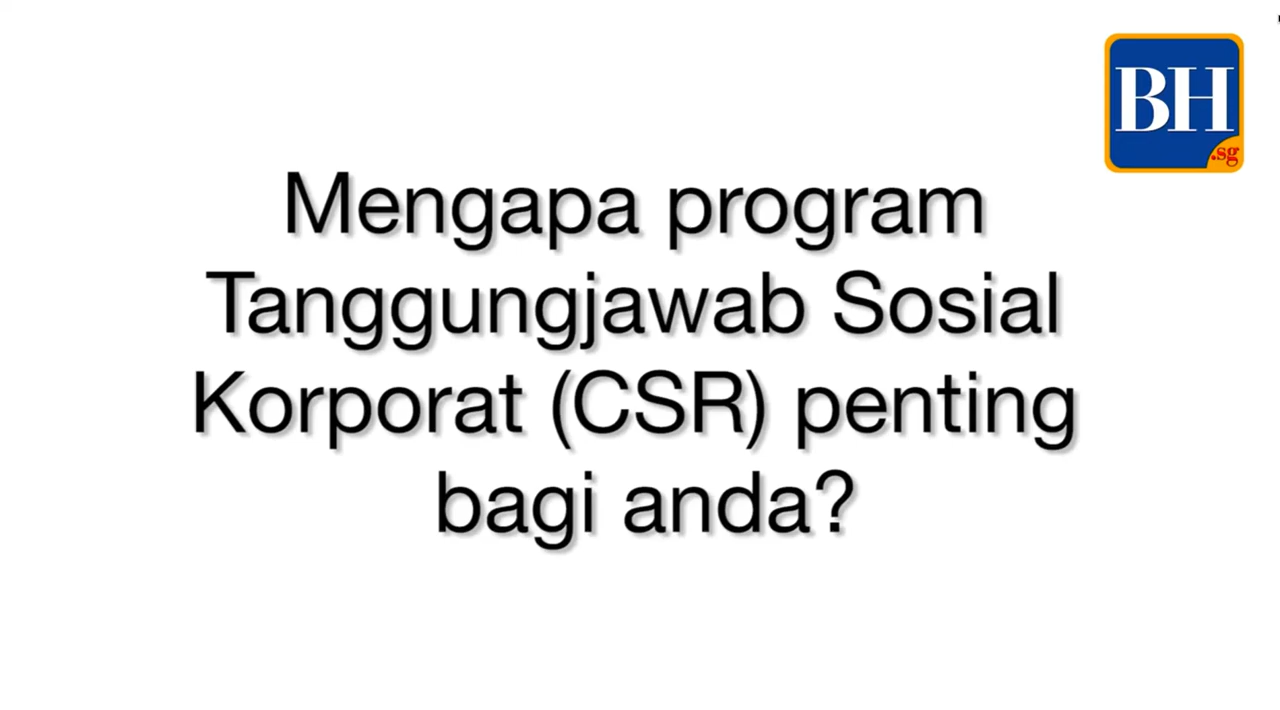 BH
.sg
Mengapa program
Tanggungjawab Sosial
Korporat (CSR) penting
bagi anda?